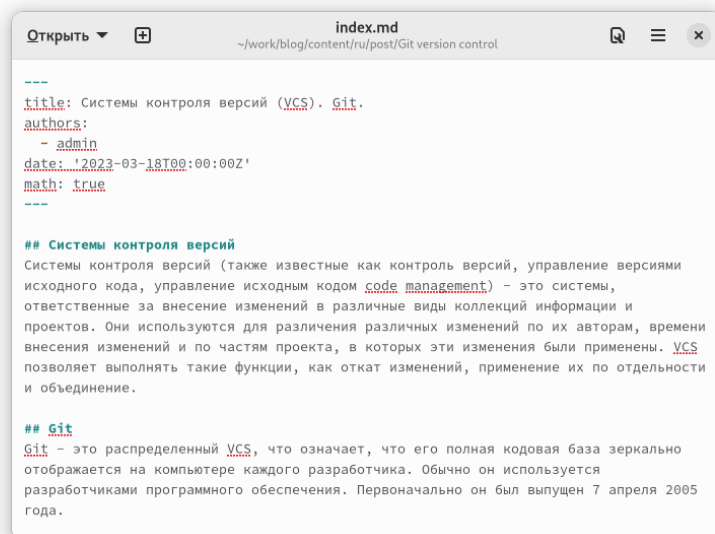 Открыть
index.md
~/work/blog/content/ru/post/Git version control
---
title: Системы контроля версий (VCS). Git.
authors:
  - admin
date: '2023-03-18T00:00:00Z'
math: true
---
## Системы контроля версий
Системы контроля версий (также известные как контроль версий, управление версиями
исходного кода, управление исходным кодом code management) - это системы,
ответственные за внесение изменений в различные виды коллекций информации и
проектов. Они используются для различения различных изменений по их авторам, времени
внесения изменений и по частям проекта, в которых эти изменения были применены. VCS
позволяет выполнять такие функции, как откат изменений, применение их по отдельности
и объединение.
## Git
Git - это распределенный VCS, что означает, что его полная кодовая база зеркально
отображается на компьютере каждого разработчика. Обычно он используется
разработчиками программного обеспечения. Первоначально он был выпущен 7 апреля 2005
года.